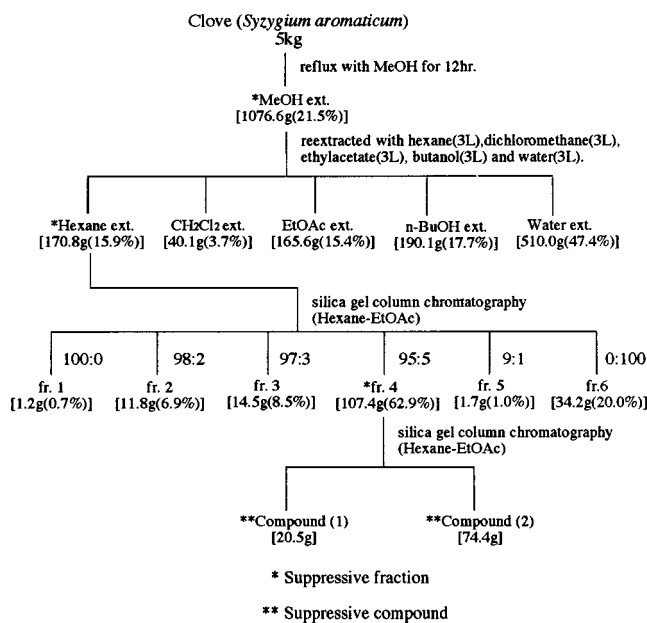 Clove (Syzygium aromaticum)
5kg
reflux with MeOH for 12hr.
*MeOH ext.
[1076.6g(21.5%)]
reextracted with hexane(3L),dichloromethane(3L),
ethylacetate(3L), butanol(3L) and water(3L).
*Hexane ext. CH2Cl2 ext. EtOAc ext. n-BuOH ext. Water ext.
[170.8g(15.9%)] [40.1g(3.7%)] [165.6g(15.4%)] [190.1g(17.7%)] [510.0g(47.4%)]
silica gel column chromatography
(Hexane-EtOAc)
100:0 98:2 97:3 95:5 9:1 0:100
fr. 1 fr. 2 fr. 3 *fr. 4 fr. 5 fr.6
[1.2g(0.7%)] [11.8g(6.9%)] [14.5g(8.5%)] [107.4g(62.9%)] [1.7g(1.0%)] [34.2g(20.0%)]
silica gel column chromatography
(Hexane-EtOAc)
**Compound (1) **Compound (2)
[20.5g] [74.4g]
* Suppressive fraction
** Suppressive compound